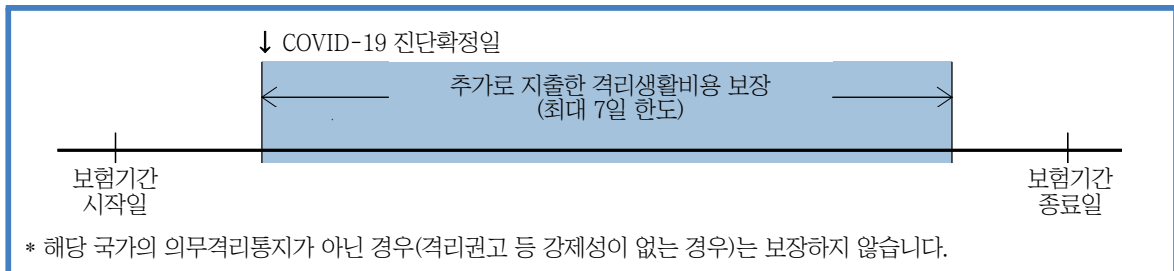 ↓ COVID-19 진단확정일
추가로 지출한 격리생활비용 보장
(최대 7일 한도)
보험기간
시작일
보험기간
종료일
* 해당 국가의 의무격리통지가 아닌 경우(격리권고 등 강제성이 없는 경우)는 보장하지 않습니다.